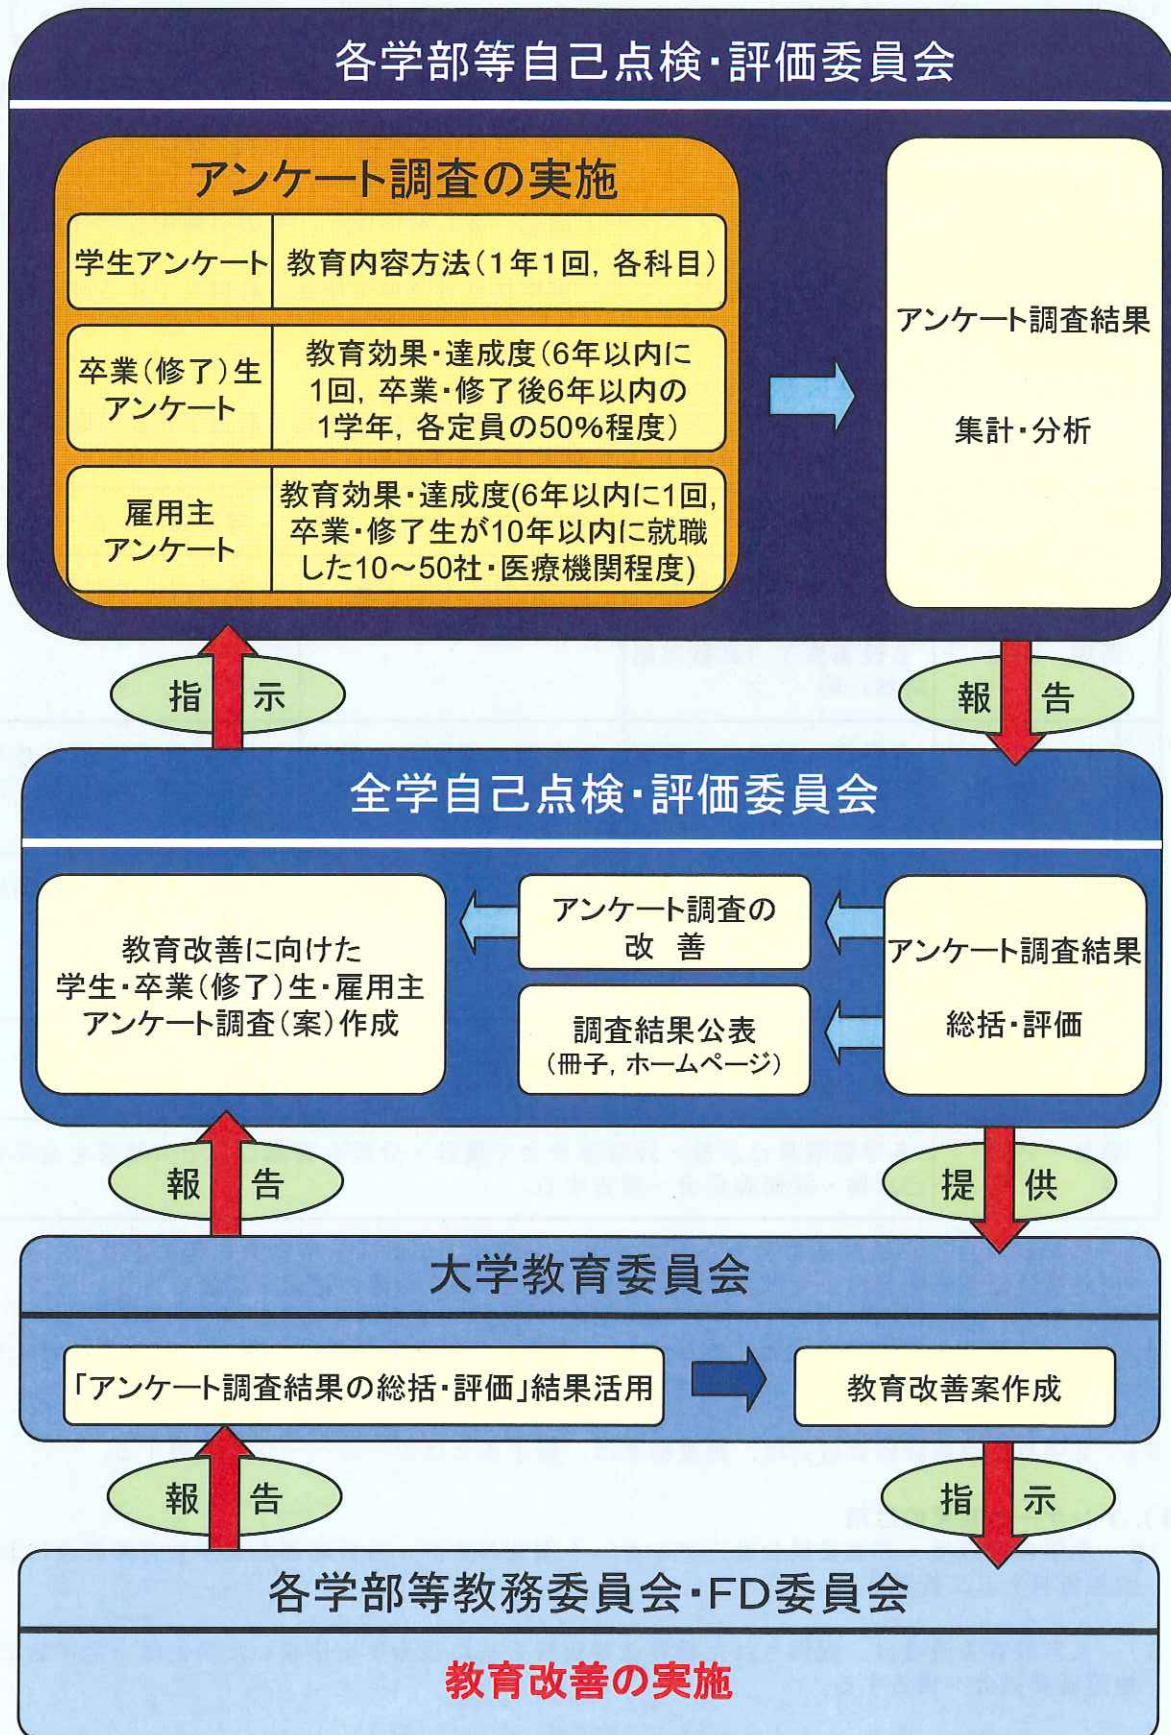 各学部等自己点検・評価委員会
アンケート調査の実施
学生アンケート
教育内容方法(1年1回, 各科目)
卒業(修了)生
アンケート
教育効果・達成度(6年以内に
1回, 卒業・修了後6年以内の
1学年, 各定員の50%程度)
雇用主
アンケート
教育効果・達成度(6年以内に1回,
卒業・修了生が10年以内に就職
した10～50社・医療機関程度)
アンケート調査結果
集計・分析
指 示
報 告
全学自己点検・評価委員会
教育改善に向けた
学生・卒業(修了)生・雇用主
アンケート調査(案)作成
アンケート調査の
改 善
調査結果公表
(冊子, ホームページ)
アンケート調査結果
総括・評価
報 告
提 供
大学教育委員会
「アンケート調査結果の総括・評価」結果活用
教育改善案作成
報 告
指 示
各学部等教務委員会・FD委員会
教育改善の実施